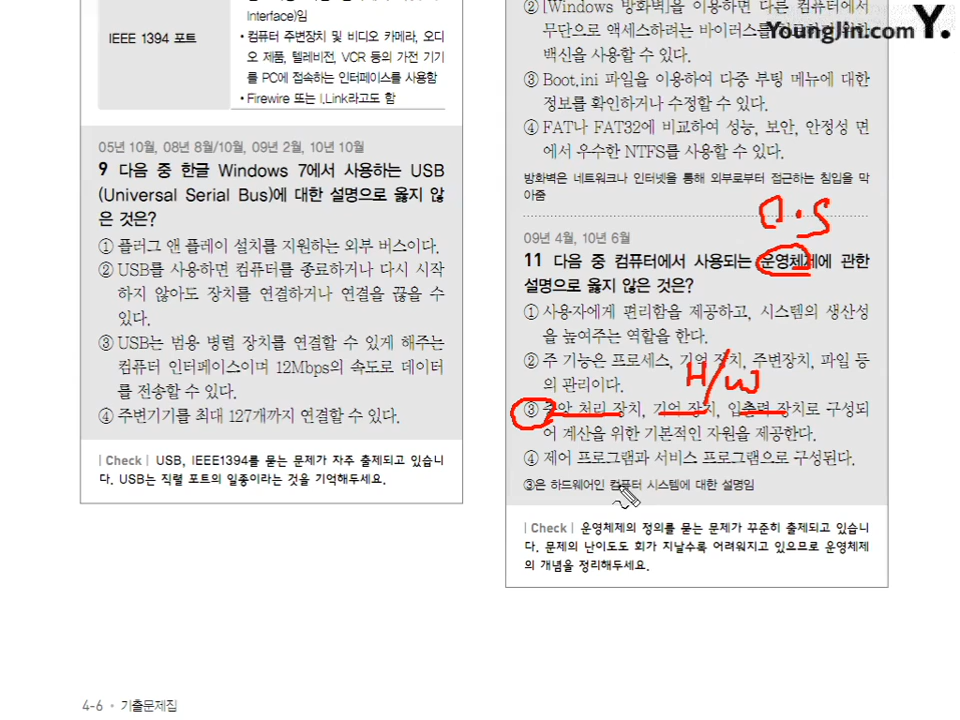 Interface)임
IEEE 1394 포트
• 컴퓨터 주변장치 및 비디오 카메라, 오디
오 제품, 텔레비전, VCR 등의 가전 기기
를 PC에 접속하는 인터페이스를 사용함
• Firewire 또는 I.Link라고도 함
05년 10월, 08년 8월/10월, 09년 2월, 10년 10월
9 다음 중 한글 Windows 7에서 사용하는 USB
(Universal Serial Bus)에 대한 설명으로 옳지 않
은 것은?
① 플러그 앤 플레이 설치를 지원하는 외부 버스이다.
② USB를 사용하면 컴퓨터를 종료하거나 다시 시작
하지 않아도 장치를 연결하거나 연결을 끊을 수
있다.
③ USB는 범용 병렬 장치를 연결할 수 있게 해주는
컴퓨터 인터페이스이며 12Mbps의 속도로 데이터
를 전송할 수 있다.
④ 주변기기를 최대 127개까지 연결할 수 있다.
| Check | USB, IEEE1394를 묻는 문제가 자주 출제되고 있습니
다. USB는 직렬 포트의 일종이라는 것을 기억해두세요.
② [Windows 방화벽]을 이용하면 다른 컴퓨터에서
무단으로 액세스하려는 바이러스를
백신을 사용할 수 있다.
YoungJin.com Y.
③ Boot.ini 파일을 이용하여 다중 부팅 메뉴에 대한
정보를 확인하거나 수정할 수 있다.
④ FAT나 FAT32에 비교하여 성능, 보안, 안정성 면
에서 우수한 NTFS를 사용할 수 있다.
방화벽은 네트워크나 인터넷을 통해 외부로부터 접근하는 침입을 막
아줌
O.S
09년 4월, 10년 6월
11 다음 중 컴퓨터에서 사용되는 운영체제에 관한
설명으로 옳지 않은 것은?
① 사용자에게 편리함을 제공하고, 시스템의 생산성
을 높여주는 역할을 한다.
② 주 기능은 프로세스, 기억 장치, 주변장치, 파일 등
의 관리이다.
H/W
③ 중앙 처리 장치, 기억 장치, 입출력 장치로 구성되
어 계산을 위한 기본적인 자원을 제공한다.
④ 제어 프로그램과 서비스 프로그램으로 구성된다.
③은 하드웨어인 컴퓨터 시스템에 대한 설명임
| Check | 운영체제의 정의를 묻는 문제가 꾸준히 출제되고 있습니
다. 문제의 난이도도 회가 지날수록 어려워지고 있으므로 운영체제
의 개념을 정리해두세요.
4-6 • 기출문제집